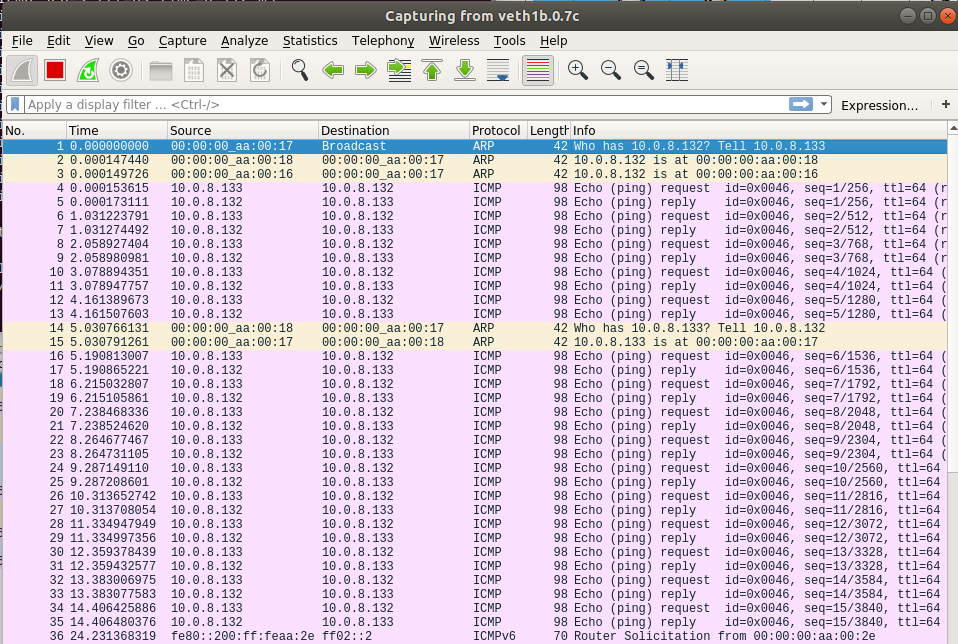 Capturing from veth1b.0.7c
File Edit View Go Capture Analyze Statistics Telephony Wireless Tools Help
Apply a display filter ... <Ctrl-/> Expression... +
No. Time Source Destination Protocol Length Info
1 0.000000000 00:00:00_aa:00:17 Broadcast ARP 42 Who has 10.0.8.132? Tell 10.0.8.133
2 0.000147440 00:00:00_aa:00:18 00:00:00_aa:00:17 ARP 42 10.0.8.132 is at 00:00:00:aa:00:18
3 0.000149726 00:00:00_aa:00:16 00:00:00_aa:00:17 ARP 42 10.0.8.132 is at 00:00:00:aa:00:16
4 0.000153615 10.0.8.133 10.0.8.132 ICMP 98 Echo (ping) request id=0x0046, seq=1/256, ttl=64 (r
5 0.000173111 10.0.8.132 10.0.8.133 ICMP 98 Echo (ping) reply id=0x0046, seq=1/256, ttl=64 (r
6 1.031223791 10.0.8.133 10.0.8.132 ICMP 98 Echo (ping) request id=0x0046, seq=2/512, ttl=64 (r
7 1.031274492 10.0.8.132 10.0.8.133 ICMP 98 Echo (ping) reply id=0x0046, seq=2/512, ttl=64 (r
8 2.058927404 10.0.8.133 10.0.8.132 ICMP 98 Echo (ping) request id=0x0046, seq=3/768, ttl=64 (r
9 2.058980981 10.0.8.132 10.0.8.133 ICMP 98 Echo (ping) reply id=0x0046, seq=3/768, ttl=64 (r
10 3.078894351 10.0.8.133 10.0.8.132 ICMP 98 Echo (ping) request id=0x0046, seq=4/1024, ttl=64 (
11 3.078947757 10.0.8.132 10.0.8.133 ICMP 98 Echo (ping) reply id=0x0046, seq=4/1024, ttl=64 (
12 4.161389673 10.0.8.133 10.0.8.132 ICMP 98 Echo (ping) request id=0x0046, seq=5/1280, ttl=64 (
13 4.161507603 10.0.8.132 10.0.8.133 ICMP 98 Echo (ping) reply id=0x0046, seq=5/1280, ttl=64 (
14 5.030766131 00:00:00_aa:00:18 00:00:00_aa:00:17 ARP 42 Who has 10.0.8.133? Tell 10.0.8.132
15 5.030791261 00:00:00_aa:00:17 00:00:00_aa:00:18 ARP 42 10.0.8.133 is at 00:00:00:aa:00:17
16 5.190813007 10.0.8.133 10.0.8.132 ICMP 98 Echo (ping) request id=0x0046, seq=6/1536, ttl=64 (
17 5.190865221 10.0.8.132 10.0.8.133 ICMP 98 Echo (ping) reply id=0x0046, seq=6/1536, ttl=64 (
18 6.215032807 10.0.8.133 10.0.8.132 ICMP 98 Echo (ping) request id=0x0046, seq=7/1792, ttl=64 (
19 6.215105861 10.0.8.132 10.0.8.133 ICMP 98 Echo (ping) reply id=0x0046, seq=7/1792, ttl=64 (
20 7.238468336 10.0.8.133 10.0.8.132 ICMP 98 Echo (ping) request id=0x0046, seq=8/2048, ttl=64 (
21 7.238524620 10.0.8.132 10.0.8.133 ICMP 98 Echo (ping) reply id=0x0046, seq=8/2048, ttl=64 (
22 8.264677467 10.0.8.133 10.0.8.132 ICMP 98 Echo (ping) request id=0x0046, seq=9/2304, ttl=64 (
23 8.264731105 10.0.8.132 10.0.8.133 ICMP 98 Echo (ping) reply id=0x0046, seq=9/2304, ttl=64 (
24 9.287149110 10.0.8.133 10.0.8.132 ICMP 98 Echo (ping) request id=0x0046, seq=10/2560, ttl=64
25 9.287208601 10.0.8.132 10.0.8.133 ICMP 98 Echo (ping) reply id=0x0046, seq=10/2560, ttl=64
26 10.313652742 10.0.8.133 10.0.8.132 ICMP 98 Echo (ping) request id=0x0046, seq=11/2816, ttl=64
27 10.313708054 10.0.8.132 10.0.8.133 ICMP 98 Echo (ping) reply id=0x0046, seq=11/2816, ttl=64
28 11.334947949 10.0.8.133 10.0.8.132 ICMP 98 Echo (ping) request id=0x0046, seq=12/3072, ttl=64
29 11.334997356 10.0.8.132 10.0.8.133 ICMP 98 Echo (ping) reply id=0x0046, seq=12/3072, ttl=64
30 12.359378439 10.0.8.133 10.0.8.132 ICMP 98 Echo (ping) request id=0x0046, seq=13/3328, ttl=64
31 12.359432577 10.0.8.132 10.0.8.133 ICMP 98 Echo (ping) reply id=0x0046, seq=13/3328, ttl=64
32 13.383006975 10.0.8.133 10.0.8.132 ICMP 98 Echo (ping) request id=0x0046, seq=14/3584, ttl=64
33 13.383077583 10.0.8.132 10.0.8.133 ICMP 98 Echo (ping) reply id=0x0046, seq=14/3584, ttl=64
34 14.406425886 10.0.8.133 10.0.8.132 ICMP 98 Echo (ping) request id=0x0046, seq=15/3840, ttl=64
35 14.406480376 10.0.8.132 10.0.8.133 ICMP 98 Echo (ping) reply id=0x0046, seq=15/3840, ttl=64
36 24.231368319 fe80::200:ff:feaa:2e ff02::2 ICMPv6 70 Router Solicitation from 00:00:00:aa:00:2e